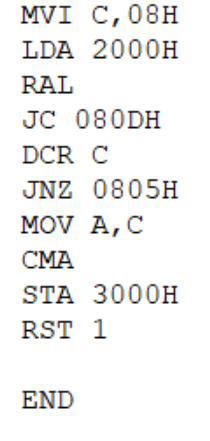 MVI C,08H
LDA 2000H
RAL
JC 080DH
DCR C
JNZ 0805H
MOV A,C
CMA
STA 3000H
RST 1
END